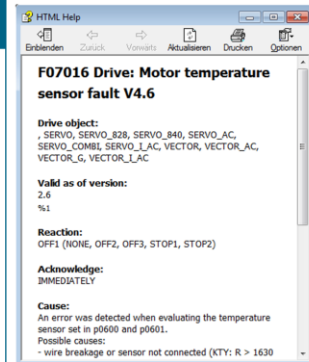 HTML Help
Einblenden Zurück Vorwärts Aktualisieren Drucken Optionen
F07016 Drive: Motor temperature
sensor fault V4.6
Drive object:
, SERVO, SERVO_828, SERVO_840, SERVO_AC,
SERVO_COMBI, SERVO_I_AC, VECTOR, VECTOR_AC,
VECTOR_G, VECTOR_I_AC
Valid as of version:
2.6
%1
Reaction:
OFF1 (NONE, OFF2, OFF3, STOP1, STOP2)
Acknowledge:
IMMEDIATELY
Cause:
An error was detected when evaluating the temperature
sensor set in p0600 and p0601.
Possible causes:
- wire breakage or sensor not connected (KTY: R > 1630